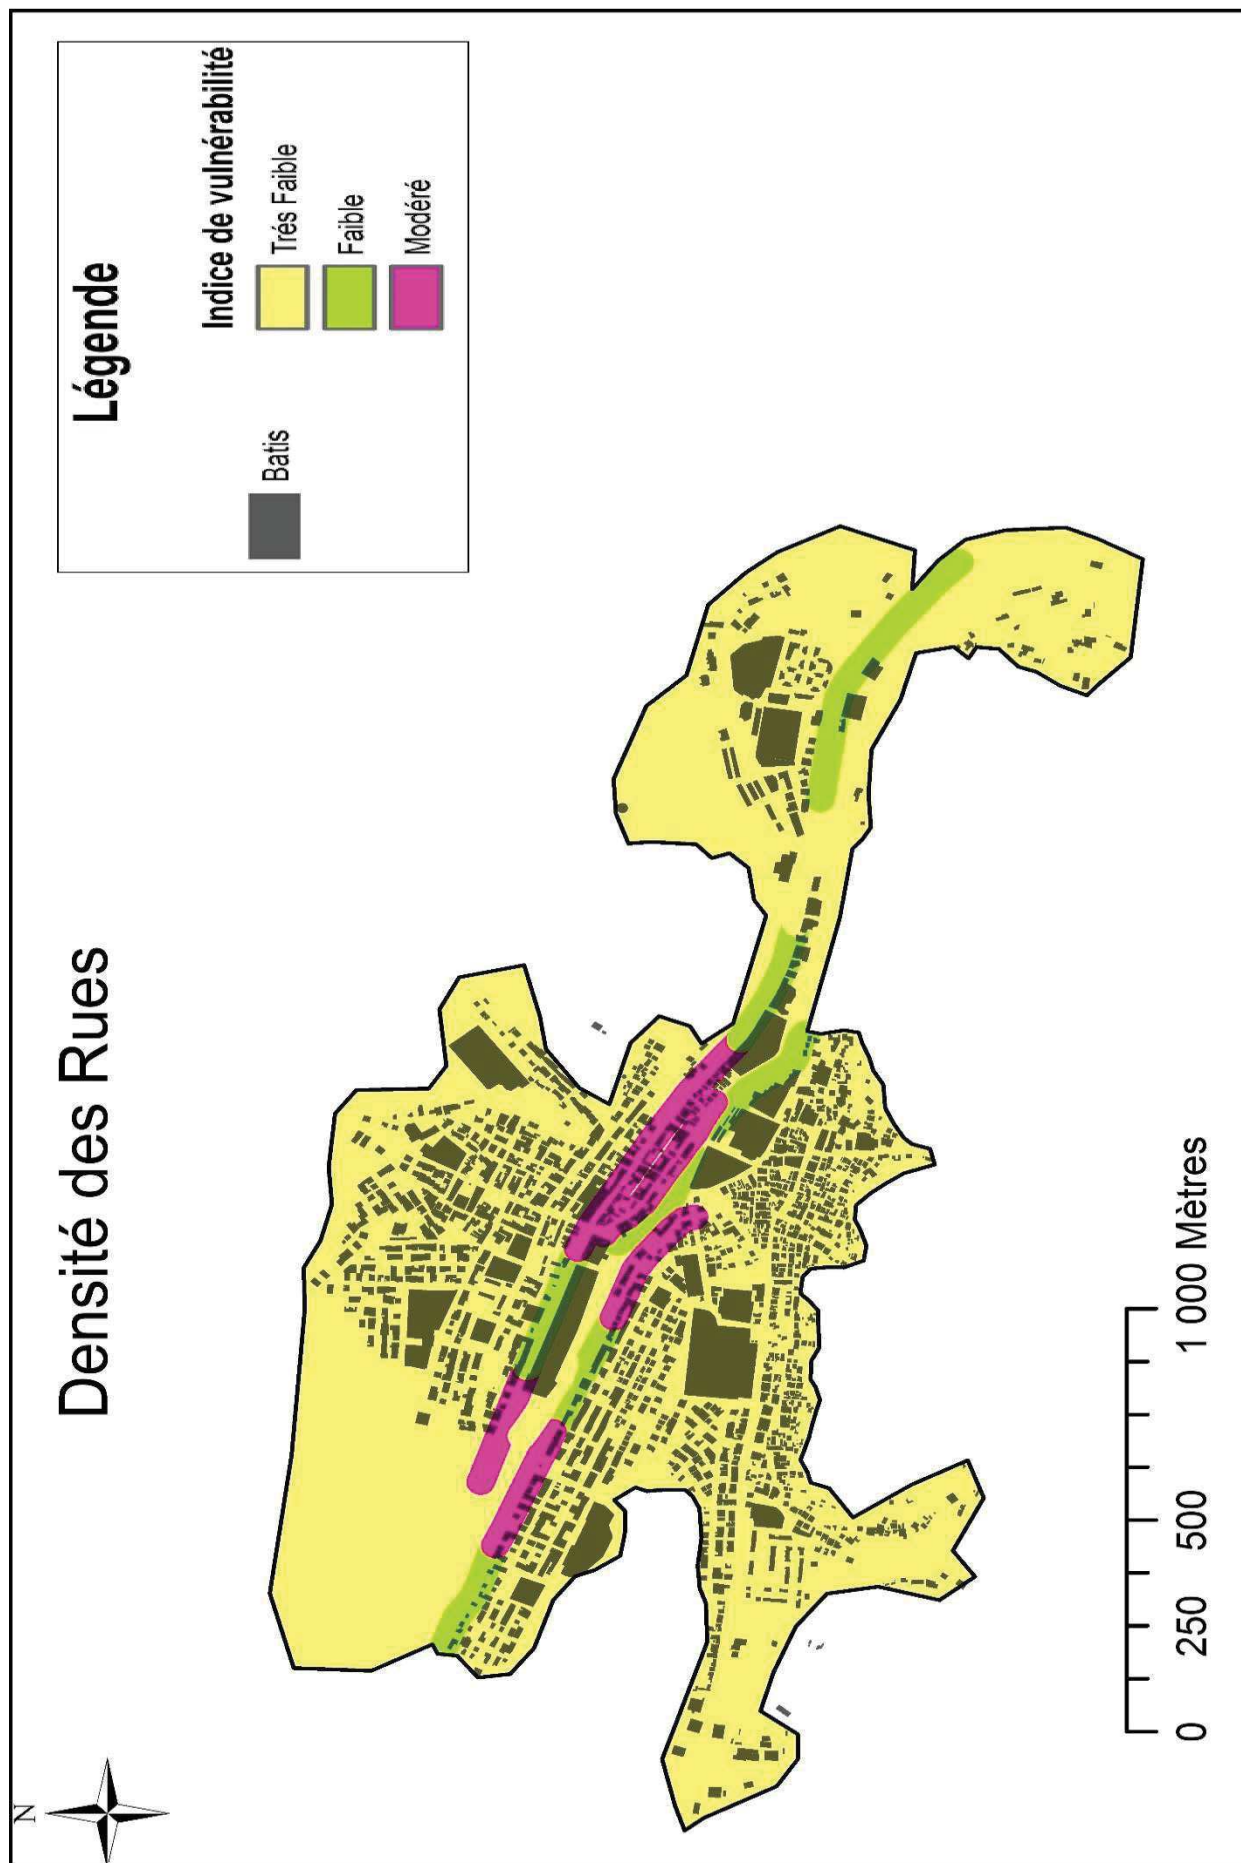 N
Densité des Rues
Légende
Batis
Indice de vulnérabilité
Trés Faible
Faible
Modéré
0 250 500 1 000 Mètres